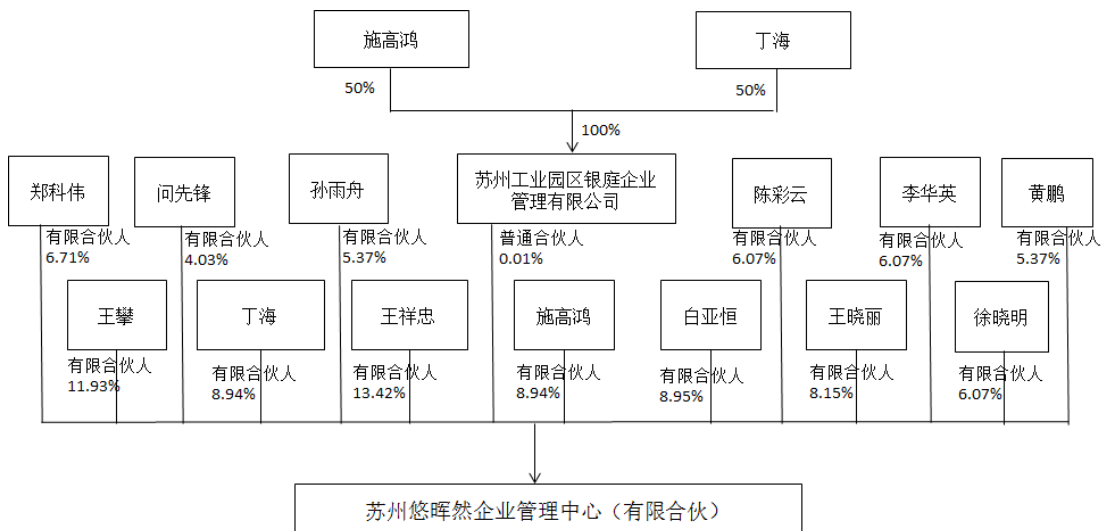 施高鸿
丁海
50%
50%
100%
郑科伟
问先锋
孙雨舟
苏州工业园区银庭企业
管理有限公司
陈彩云
李华英
黄鹏
有限合伙人
6.71%
有限合伙人
4.03%
有限合伙人
5.37%
普通合伙人
0.01%
有限合伙人
6.07%
有限合伙人
6.07%
有限合伙人
5.37%
王攀
丁海
王祥忠
施高鸿
白亚恒
王晓丽
徐晓明
有限合伙人
11.93%
有限合伙人
8.94%
有限合伙人
13.42%
有限合伙人
8.94%
有限合伙人
8.95%
有限合伙人
8.15%
有限合伙人
6.07%
苏州悠晖然企业管理中心（有限合伙）